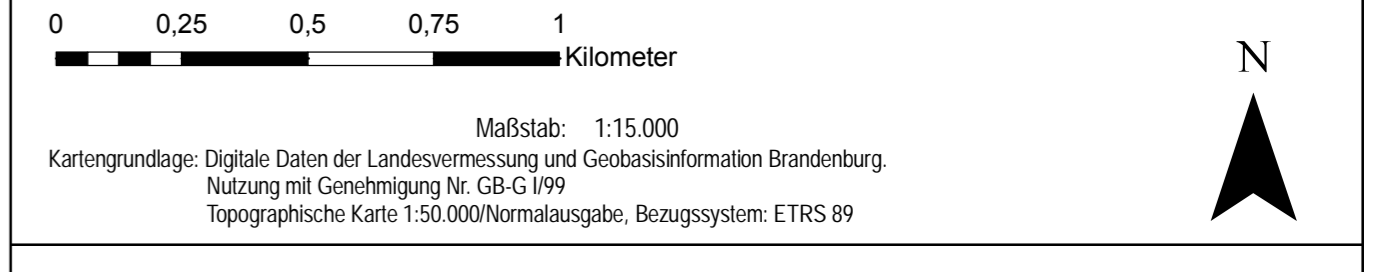 0 0,25 0,5 0,75 1
Kilometer
N
Maßstab: 1:15.000
Kartengrundlage: Digitale Daten der Landesvermessung und Geobasisinformation Brandenburg.
Nutzung mit Genehmigung Nr. GB-G I/99
Topographische Karte 1:50.000/Normalausgabe, Bezugssystem: ETRS 89